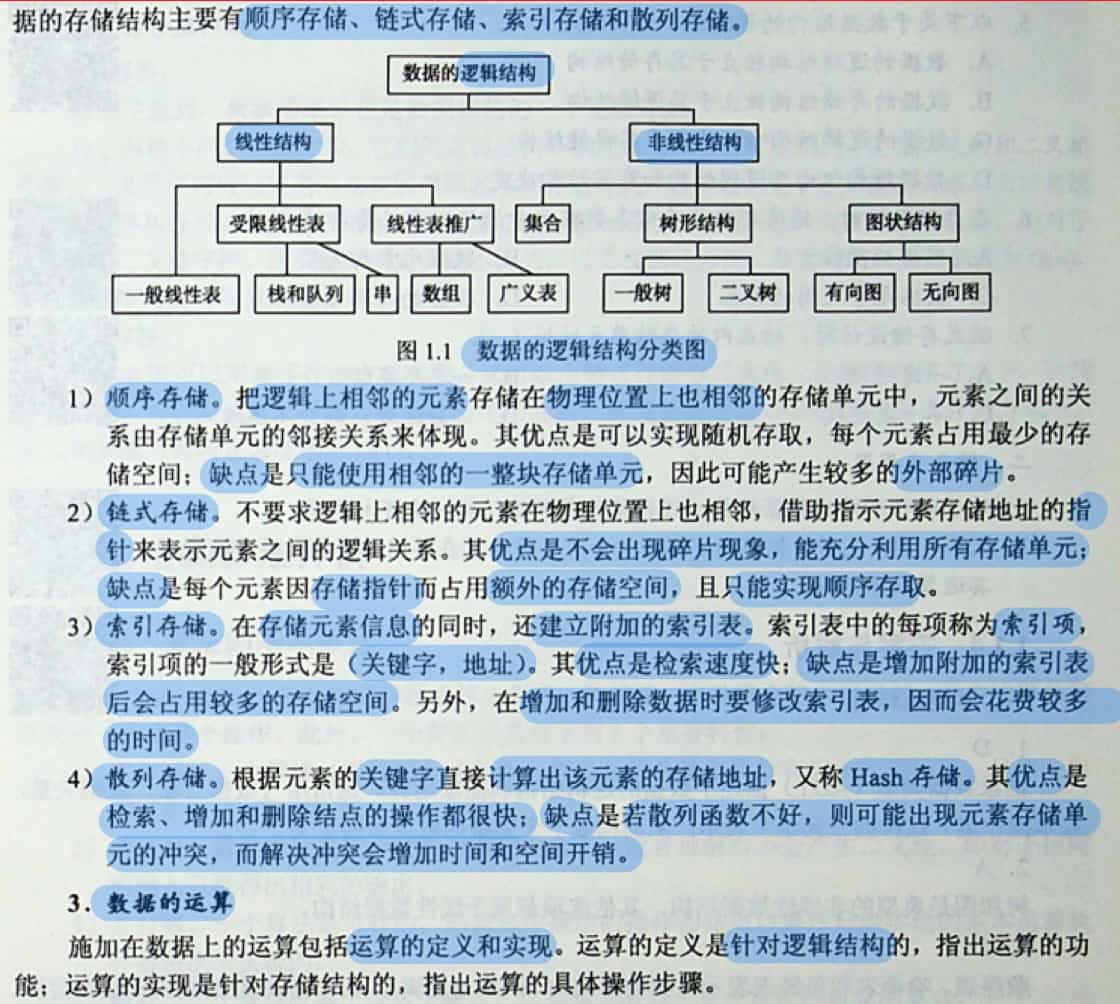 据的存储结构主要有顺序存储、链式存储、索引存储和散列存储。
数据的逻辑结构
线性结构
非线性结构
受限线性表
线性表推广
集合
树形结构
图状结构
一般线性表
栈和队列
串
数组
广义表
一般树
二叉树
有向图
无向图
图 1.1 数据的逻辑结构分类图
1）顺序存储。把逻辑上相邻的元素存储在物理位置上也相邻的存储单元中，元素之间的关
系由存储单元的邻接关系来体现。其优点是可以实现随机存取，每个元素占用最少的存
储空间；缺点是只能使用相邻的一整块存储单元，因此可能产生较多的外部碎片。
2）链式存储。不要求逻辑上相邻的元素在物理位置上也相邻，借助指示元素存储地址的指
针来表示元素之间的逻辑关系。其优点是不会出现碎片现象，能充分利用所有存储单元；
缺点是每个元素因存储指针而占用额外的存储空间，且只能实现顺序存取。
3）索引存储。在存储元素信息的同时，还建立附加的索引表。索引表中的每项称为索引项，
索引项的一般形式是（关键字，地址）。其优点是检索速度快；缺点是增加附加的索引表
后会占用较多的存储空间。另外，在增加和删除数据时要修改索引表，因而会花费较多
的时间。
4）散列存储。根据元素的关键字直接计算出该元素的存储地址，又称 Hash 存储。其优点是
检索、增加和删除结点的操作都很快；缺点是若散列函数不好，则可能出现元素存储单
元的冲突，而解决冲突会增加时间和空间开销。
3．数据的运算
施加在数据上的运算包括运算的定义和实现。运算的定义是针对逻辑结构的，指出运算的功
能；运算的实现是针对存储结构的，指出运算的具体操作步骤。